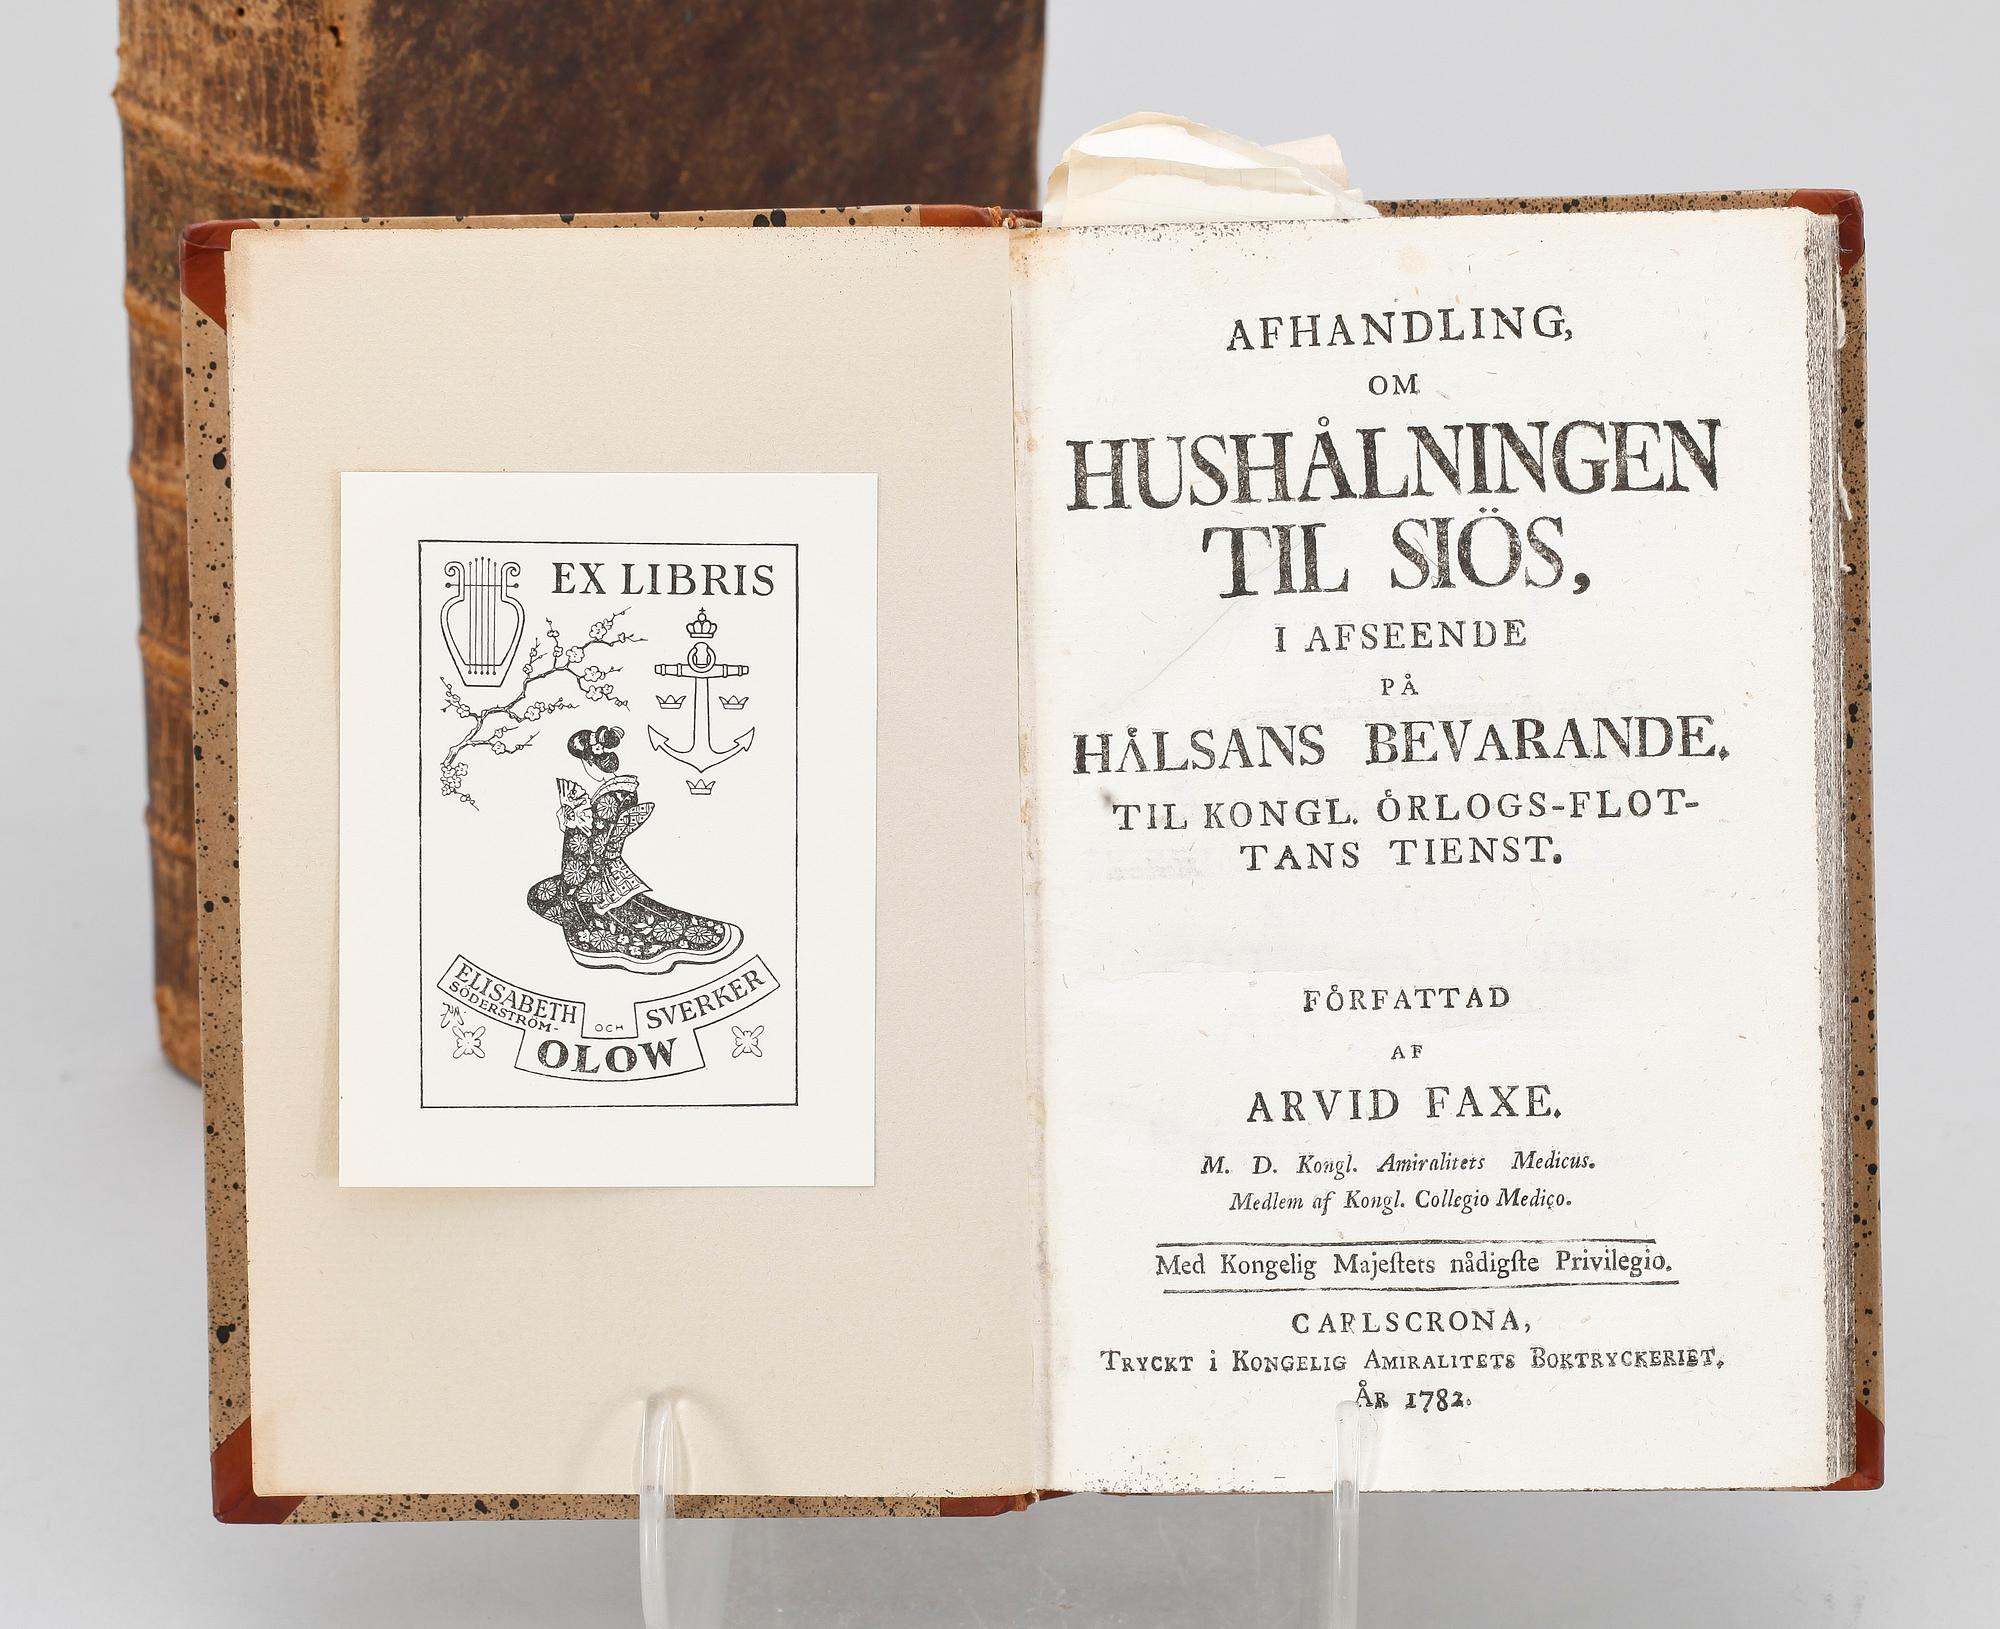 EX LIBRIS
ELISABETH
SÖDERSTRÖM-
OCH
SVERKER
OLOW
AFHANDLING,
OM
HUSHÅLNINGEN
TIL SIÖS,
I AFSEENDE
PÅ
HÅLSANS BEVARANDE.
TIL KONGL. ÖRLOGS-FLOT-
TANS TIENST.
FÖRFATTAD
AF
ARVID FAXE.
M. D. Kongl. Amiralitets Medicus.
Medlem af Kongl. Collegio Medico.
Med Kongelig Majeſtets nådigſte Privilegio.
CARLSCRONA,
TRYCKT i KONGELIG AMIRALITETS BOKTRYCKERIET,
ÅR 1782.